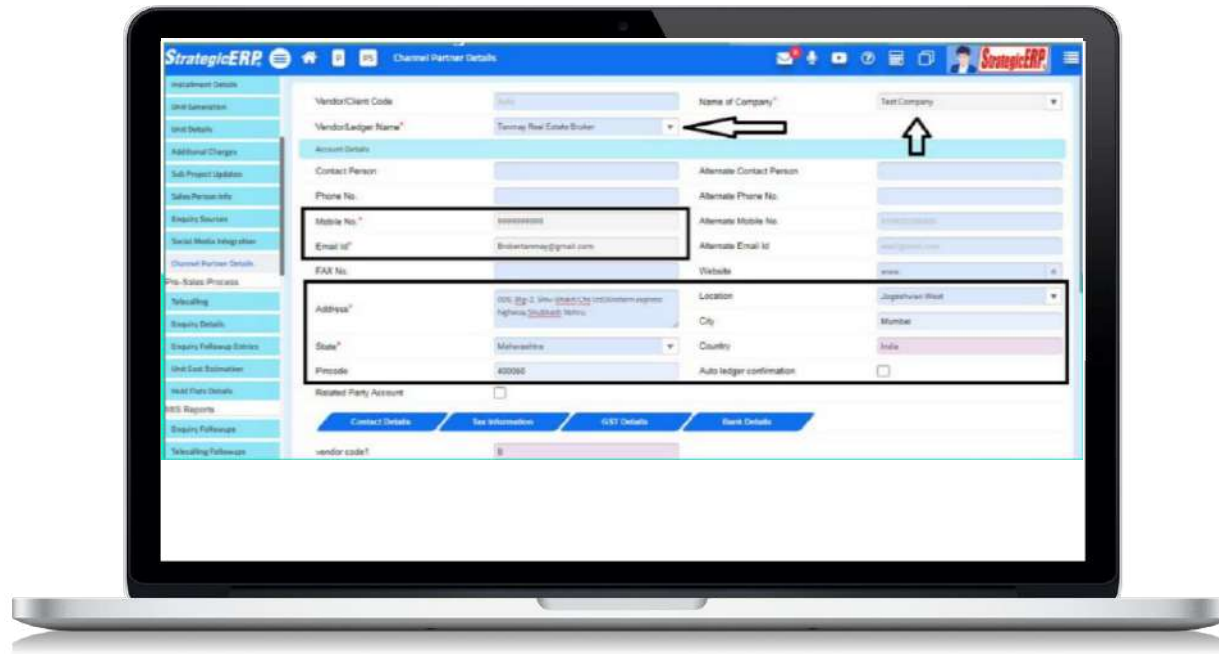 StrategicERP P PS Channel Partner Details StrategicERP
Installment Details
Unit Generation
Unit Details
Additional Charges
Sub Project Updation
Sales Person Info
Enquiry Sources
Social Media Integration
Channel Partner Details
Pre-Sales Process
Telecalling
Enquiry Details
Enquiry Followup Entries
Unit Cost Estimation
Hold Flats Details
MIS Reports
Enquiry Followups
Telecalling Followups
Vendor/Client Code Auto Name of Company* Test Company
Vendor/Ledger Name* Tanmay Real Estate Broker
Account Details
Contact Person Alternate Contact Person
Phone No. Alternate Phone No.
Mobile No.* Alternate Mobile No.
Email Id* Brokertanmay@gmail.com Alternate Email Id
FAX No. Website www.
Address* Location Jogeshwari West
City Mumbai
State* Maharashtra Country India
Pincode 400060 Auto ledger confirmation
Related Party Account
Contact Details Tax Information GST Details Bank Details
vendor code1 0